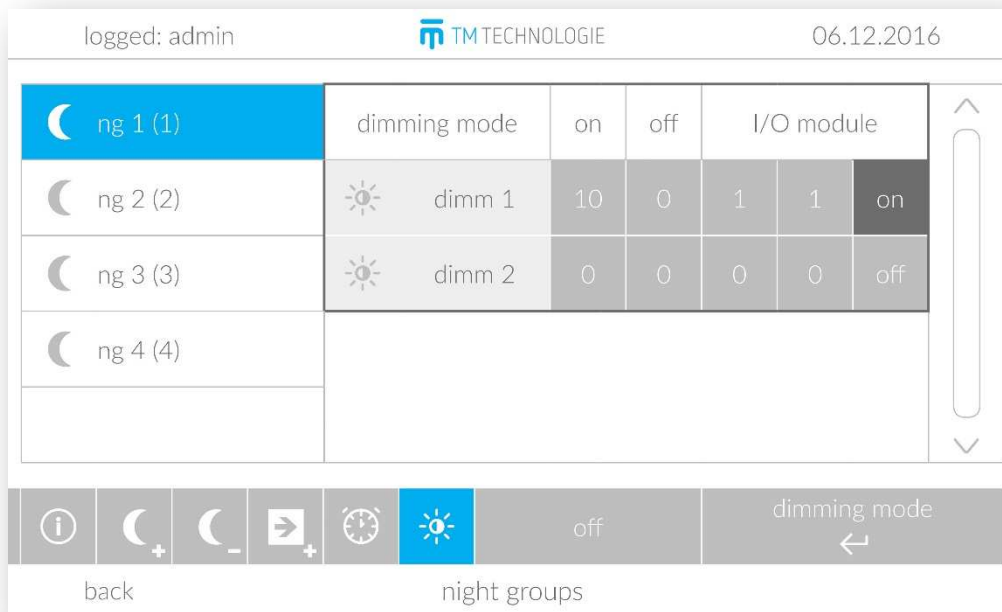 logged: admin TM TECHNOLOGIE 06.12.2016
ng 1 (1) dimming mode on off I/O module
ng 2 (2) dimm 1 10 0 1 1 on
ng 3 (3) dimm 2 0 0 0 0 off
ng 4 (4)
off dimming mode
back night groups